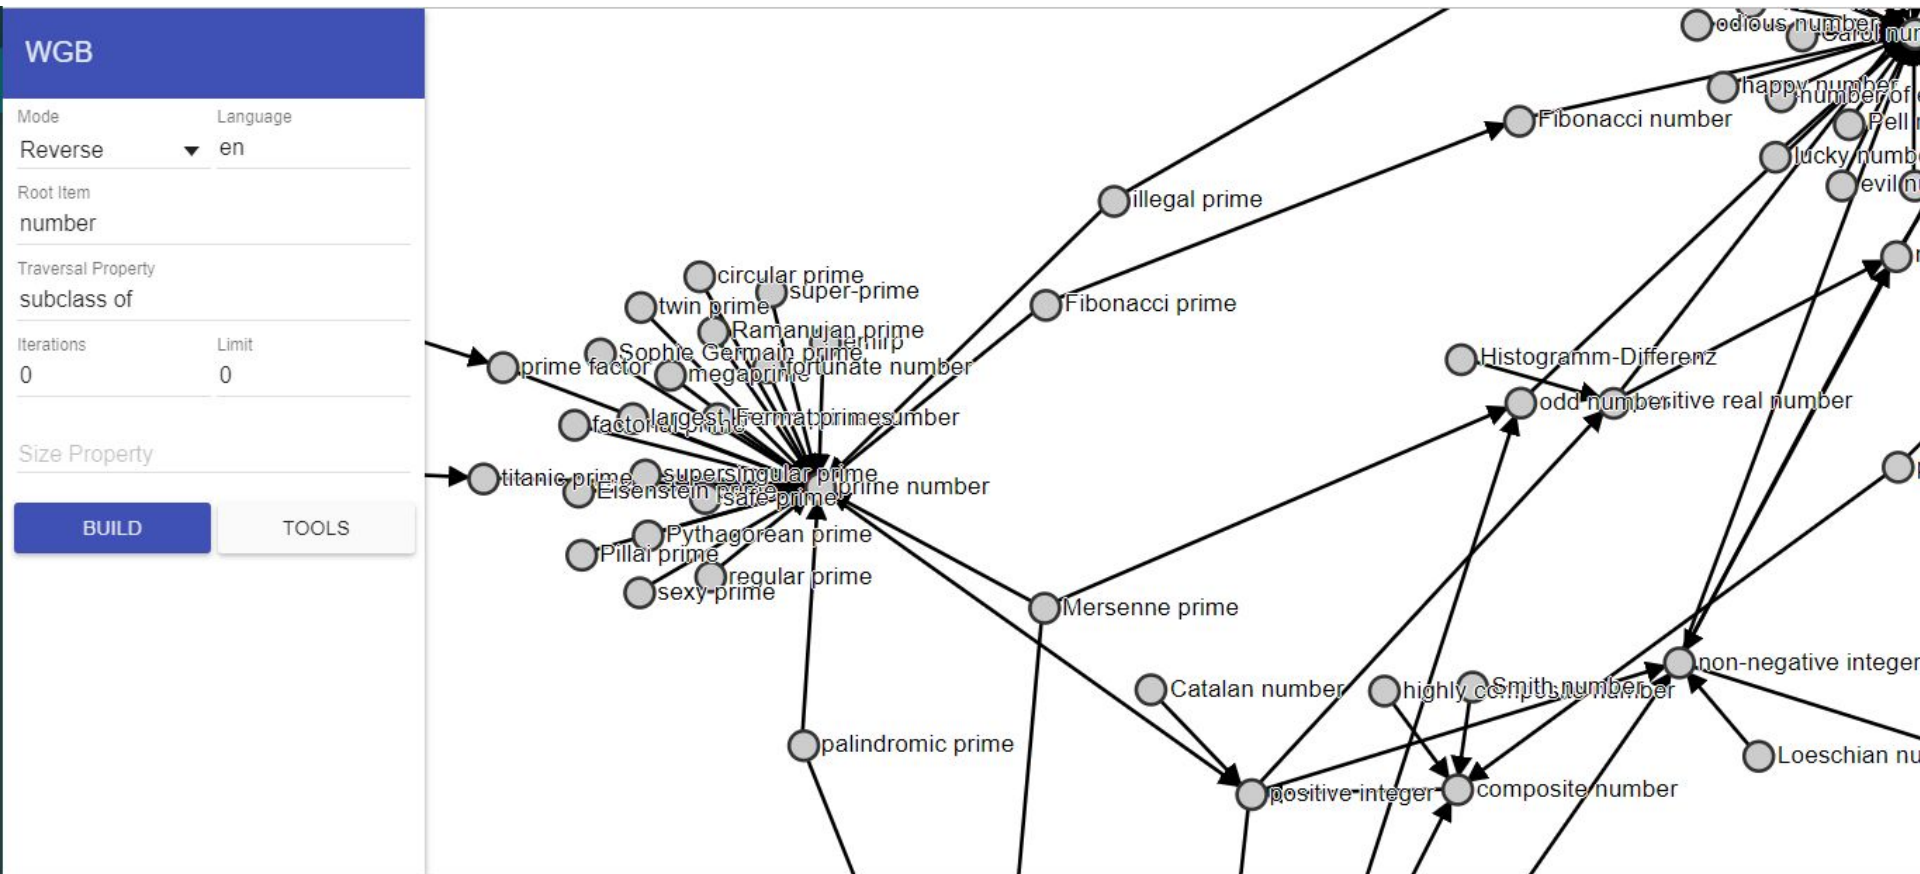 WGB
Mode
Language
Reverse
en
Root Item
number
Traversal Property
subclass of
Iterations
Limit
0
0
Size Property
BUILD
TOOLS
odious number
Carol
happy number
number of
Fibonacci number
Pell
lucky
evil
illegal prime
circular prime
super-prime
twin prime
Fibonacci prime
Ramanujan prime
emirp
Sophie Germain prime
prime factor
fortunate number
megaprime
Histogramm-Differenz
odd number
positive real number
largest
Fermat
factorial prime
supersingular prime
titanic prime
Eisenstein prime
safe prime
prime number
Pythagorean prime
Pillai prime
regular prime
sexy prime
Mersenne prime
non-negative integer
Catalan number
highly composite number
Smith number
palindromic prime
Loeschian
positive integer
composite number